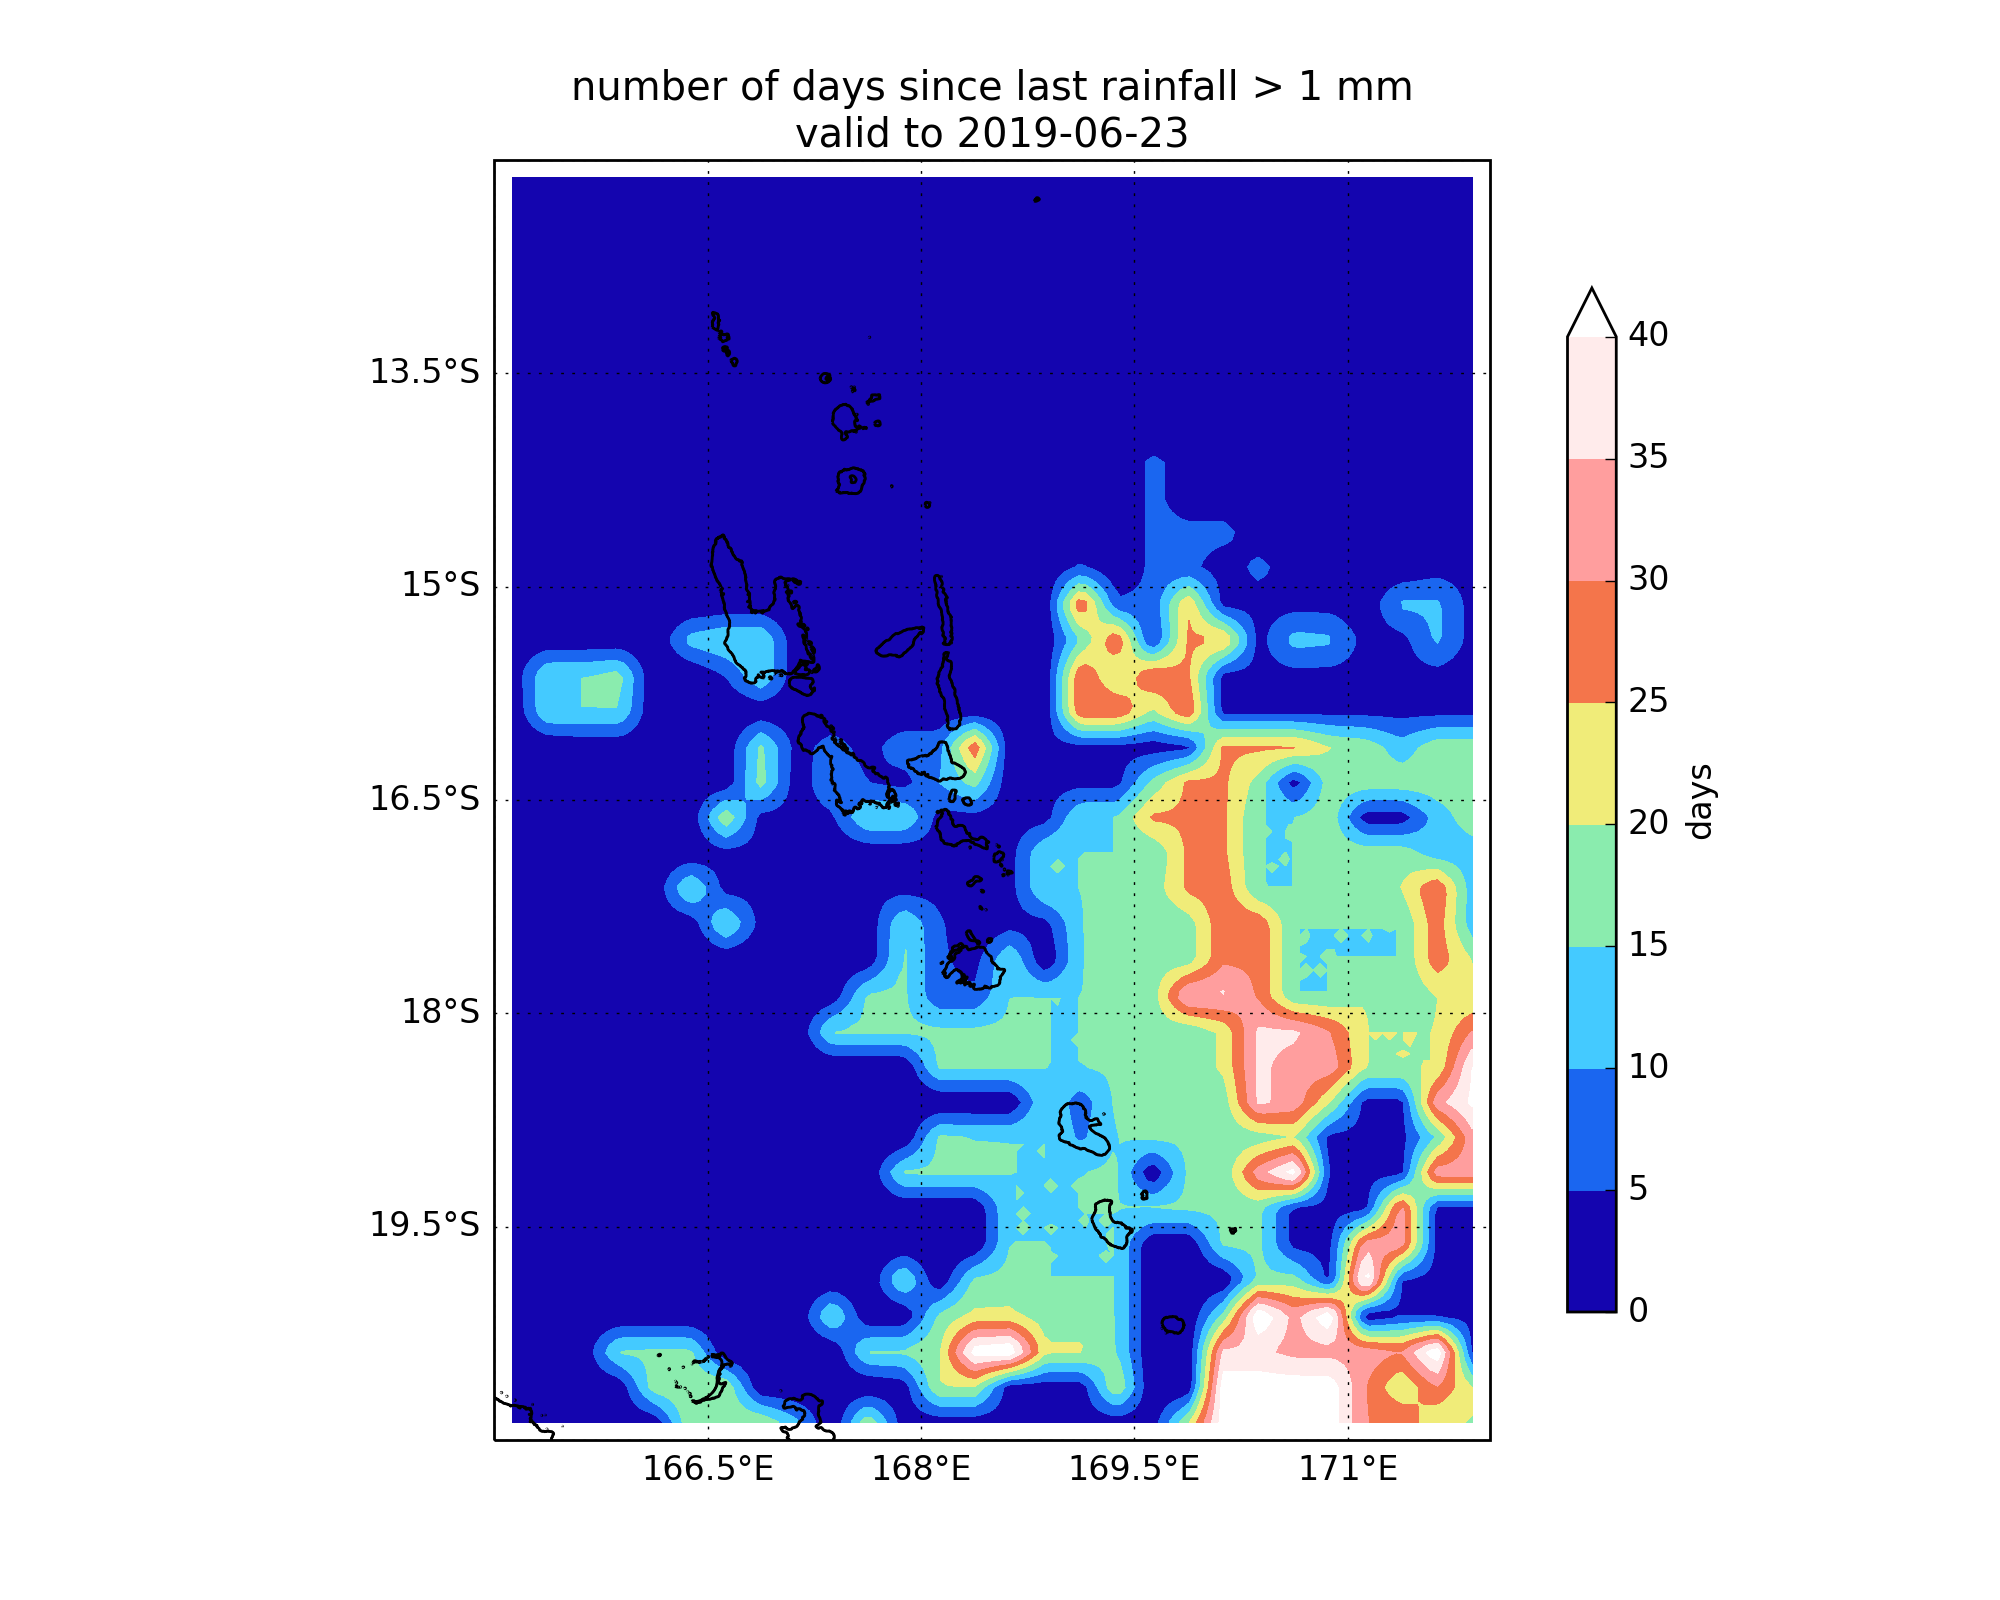 number of days since last rainfall > 1 mm
valid to 2019-06-23
13.5°S
15°S
16.5°S
18°S
19.5°S
166.5°E
168°E
169.5°E
171°E
40
35
30
25
20
15
10
5
0
days